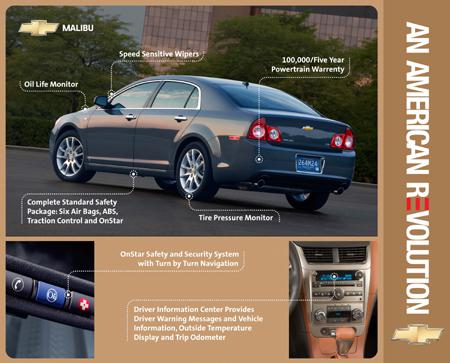 MALIBU
Speed Sensitive Wipers
100,000/Five Year
Powertrain Warrenty
Oil Life Monitor
Complete Standard Safety
Package: Six Air Bags, ABS,
Traction Control and OnStar
Tire Pressure Monitor
AN AMERICAN REVOLUTION
OnStar Safety and Security System
with Turn by Turn Navigation
Driver Information Center Provides
Driver Warning Messages and Vehicle
Information, Outside Temperature
Display and Trip Odometer